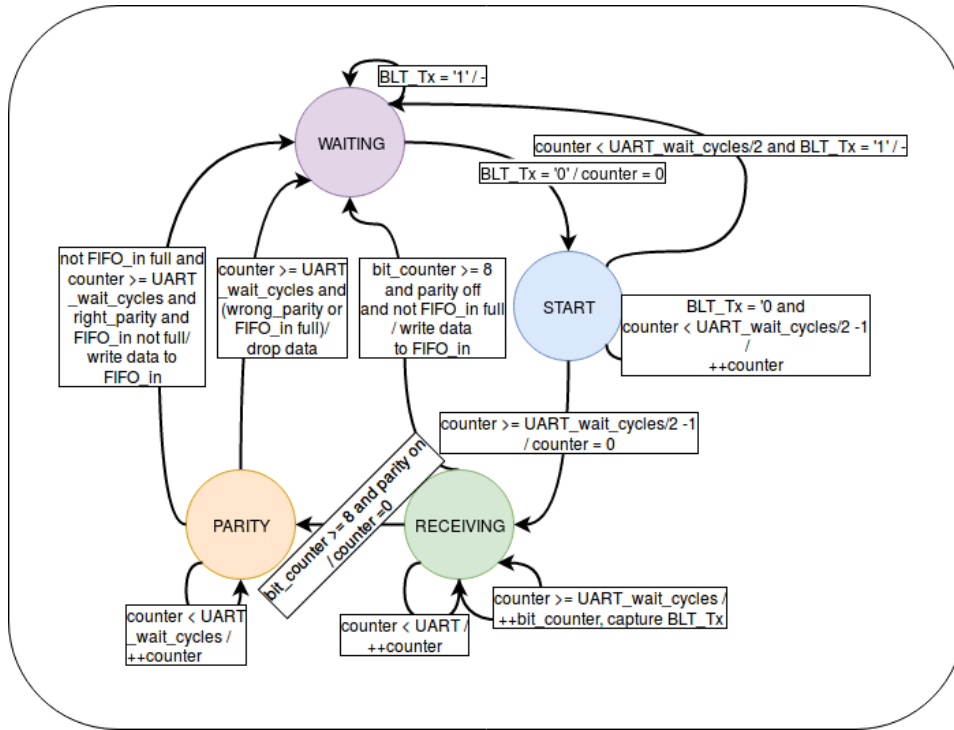 BLT_Tx = '1' / -
WAITING
counter < UART_wait_cycles/2 and BLT_Tx = '1' / -
BLT_Tx = '0' / counter = 0
not FIFO_in full and
counter >= UART
_wait_cycles and
right_parity and
FIFO_in not full/
write data to
FIFO_in
counter >= UART
_wait_cycles and
(wrong_parity or
FIFO_in full)/
drop data
bit_counter >= 8
and parity off
and not FIFO_in full
/ write data
to FIFO_in
START
BLT_Tx = '0 and
counter < UART_wait_cycles/2 -1
/
++counter
counter >= UART_wait_cycles/2 -1
/ counter = 0
bit_counter >= 8 and parity on
/ counter =0
PARITY
RECEIVING
counter < UART
_wait_cycles /
++counter
counter < UART /
++counter
counter >= UART_wait_cycles /
++bit_counter, capture BLT_Tx